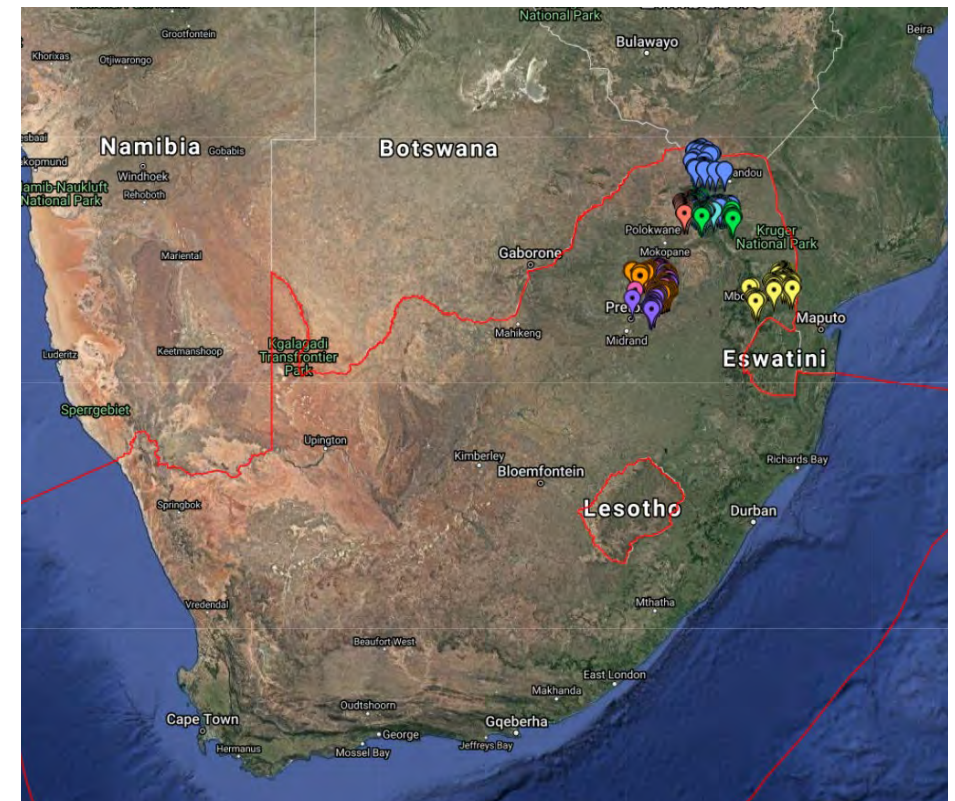 National Park
Grootfontein
Beira
Bulawayo
Khorixas
Otjiwarongo
Namibia
Gobabis
Botswana
Windhoek
Rehoboth
National Park
Polokwane
Kruger
National Park
Mokopane
Mariental
Gaborone
Maputo
Mahikeng
Midrand
Kgalagadi
Transfrontier
Park
Luderitz
Keetmanshoop
Eswatini
Sperrgebiet
Upington
Kimberley
Bloemfontein
Richards Bay
Springbok
Lesotho
Durban
Vredendal
Mthatha
Beaufort West
East London
Makhanda
Oudtshoorn
Cape Town
George
Gqeberha
Hermanus
Mossel Bay
Jeffreys Bay